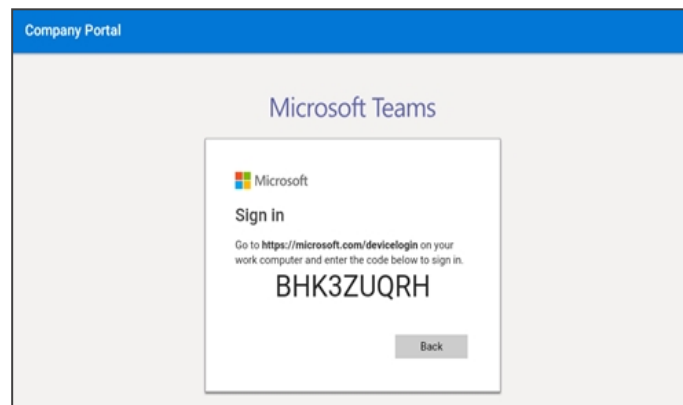 Company Portal
Microsoft Teams
Microsoft
Sign in
Go to https://microsoft.com/devicelogin on your
work computer and enter the code below to sign in.
BHK3ZUQRH
Back